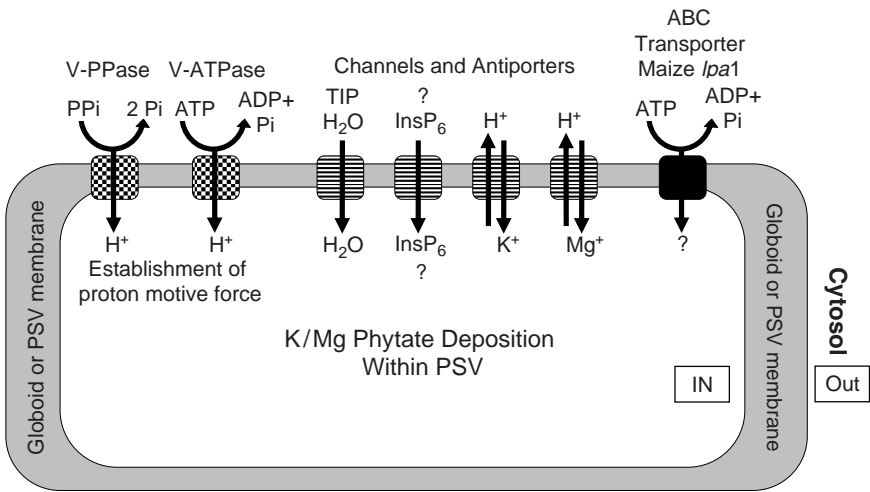 ABC
Transporter
Maize lpa1
V-PPase
V-ATPase
Channels and Antiporters
PPi
2 Pi
ATP
ADP+
Pi
TIP
H₂O
?
InsP₆
H⁺
H⁺
ATP
ADP+
Pi
H⁺
H⁺
H₂O
InsP₆
?
K⁺
Mg⁺
?
Establishment of
proton motive force
K/Mg Phytate Deposition
Within PSV
IN
Out
Globoid or PSV membrane
Globoid or PSV membrane
Cytosol